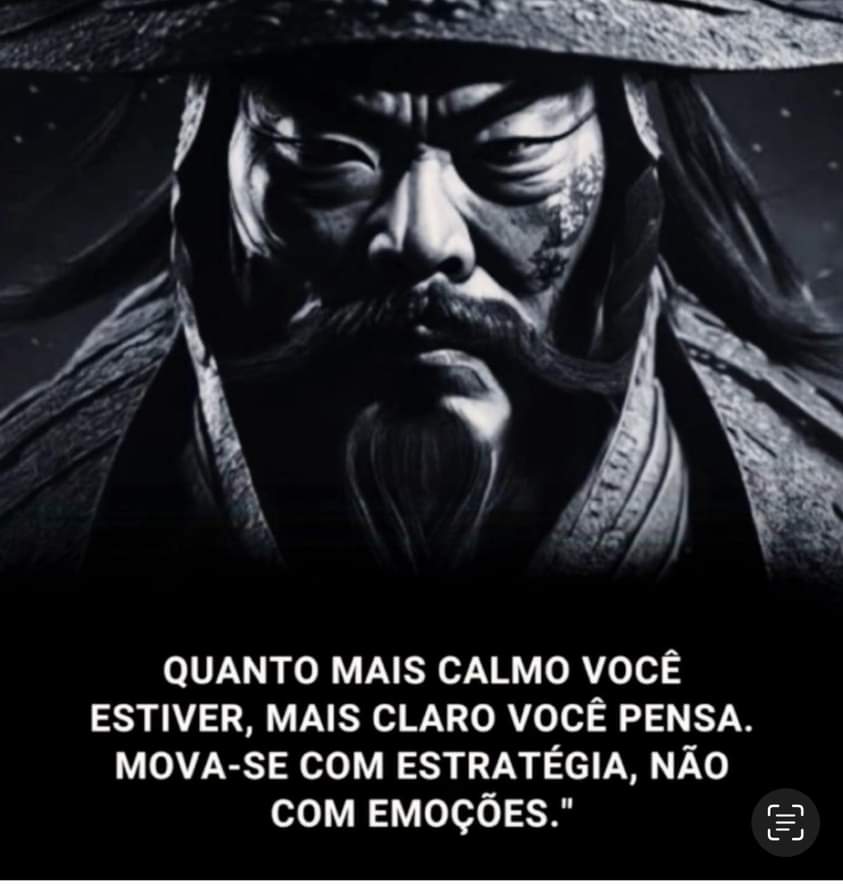 QUANTO MAIS CALMO VOCÊ
ESTIVER, MAIS CLARO VOCÊ PENSA.
MOVA-SE COM ESTRATÉGIA, NÃO
COM EMOÇÕES."